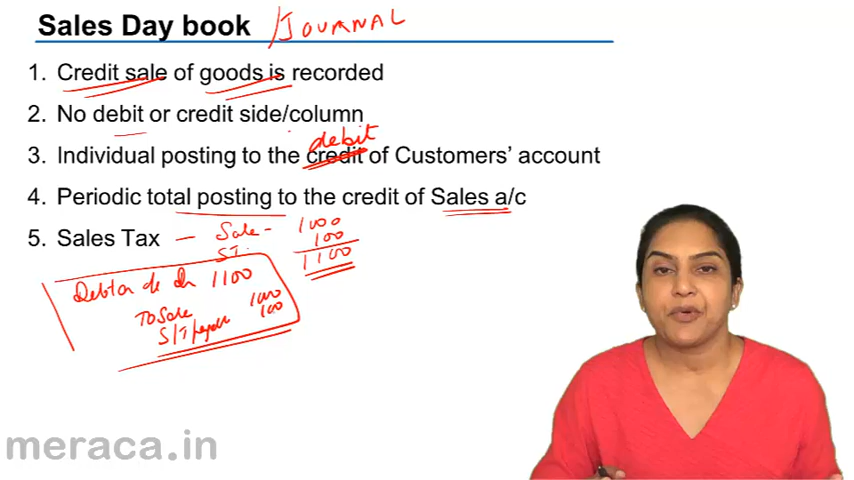 Sales Day book /JOURNAL
1. Credit sale of goods is recorded
2. No debit or credit side/column
debit
3. Individual posting to the credit of Customers' account
4. Periodic total posting to the credit of Sales a/c
5. Sales Tax — Sale - 1000
ST. 100
1100
Debtor a/c Dr 1100
To Sale 1000
S/T payable 100
meraca.in